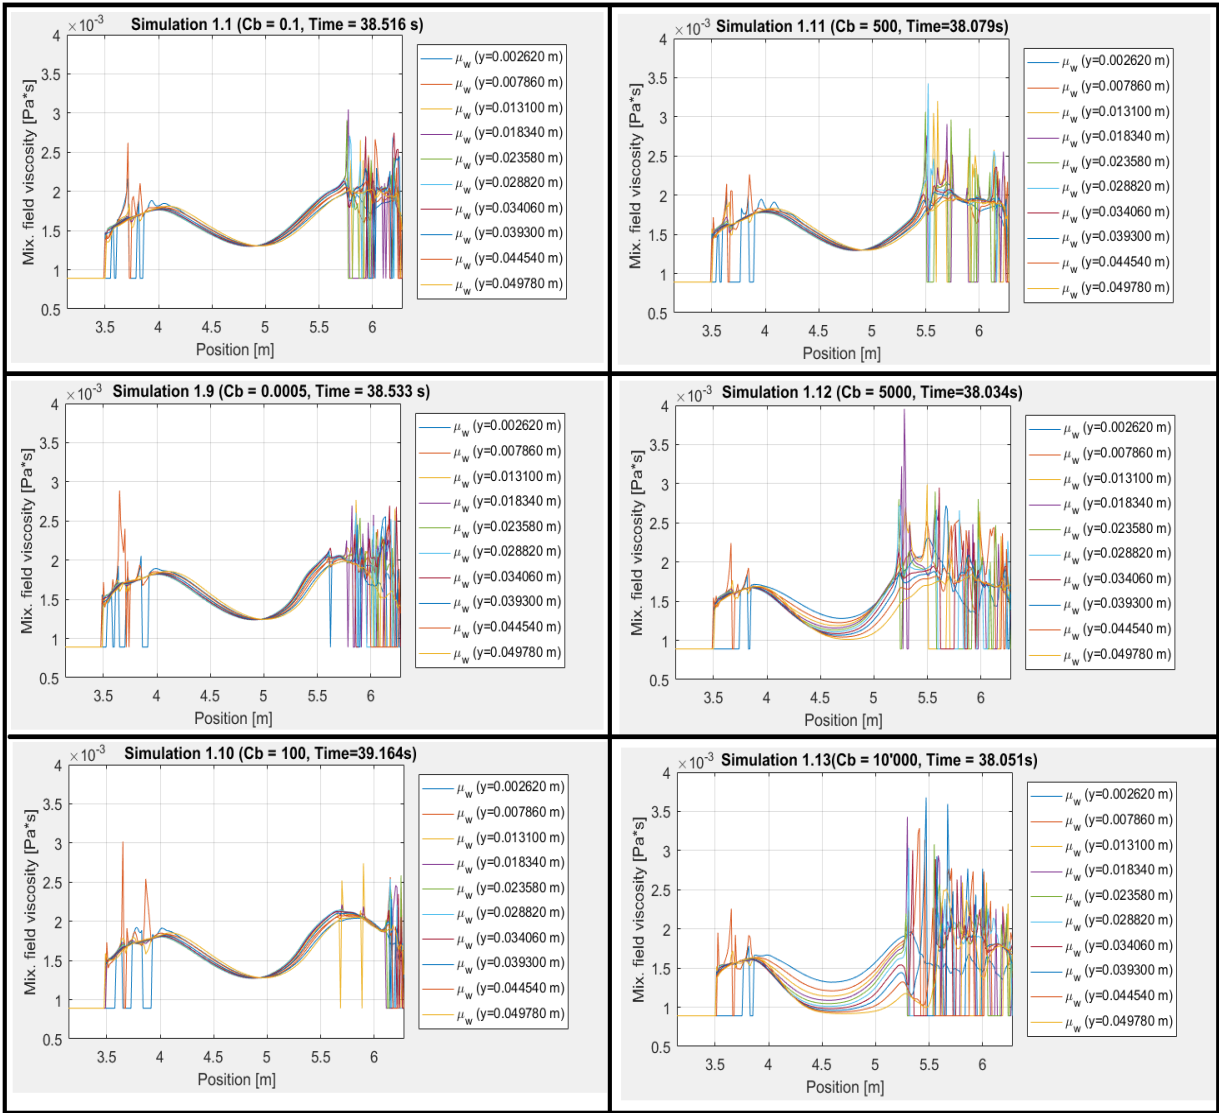 Simulation 1.1 (Cb = 0.1, Time = 38.516 s)
×10⁻³
4
3.5
3
2.5
2
1.5
1
0.5
Mix. field viscosity [Pa*s]
3.5 4 4.5 5 5.5 6
Position [m]
μw (y=0.002620 m)
μw (y=0.007860 m)
μw (y=0.013100 m)
μw (y=0.018340 m)
μw (y=0.023580 m)
μw (y=0.028820 m)
μw (y=0.034060 m)
μw (y=0.039300 m)
μw (y=0.044540 m)
μw (y=0.049780 m)
Simulation 1.11 (Cb = 500, Time=38.079s)
×10⁻³
4
3.5
3
2.5
2
1.5
1
0.5
Mix. field viscosity [Pa*s]
3.5 4 4.5 5 5.5 6
Position [m]
μw (y=0.002620 m)
μw (y=0.007860 m)
μw (y=0.013100 m)
μw (y=0.018340 m)
μw (y=0.023580 m)
μw (y=0.028820 m)
μw (y=0.034060 m)
μw (y=0.039300 m)
μw (y=0.044540 m)
μw (y=0.049780 m)
Simulation 1.9 (Cb = 0.0005, Time = 38.533 s)
×10⁻³
4
3.5
3
2.5
2
1.5
1
0.5
Mix. field viscosity [Pa*s]
3.5 4 4.5 5 5.5 6
Position [m]
μw (y=0.002620 m)
μw (y=0.007860 m)
μw (y=0.013100 m)
μw (y=0.018340 m)
μw (y=0.023580 m)
μw (y=0.028820 m)
μw (y=0.034060 m)
μw (y=0.039300 m)
μw (y=0.044540 m)
μw (y=0.049780 m)
Simulation 1.12 (Cb = 5000, Time=38.034s)
×10⁻³
4
3.5
3
2.5
2
1.5
1
0.5
Mix. field viscosity [Pa*s]
3.5 4 4.5 5 5.5 6
Position [m]
μw (y=0.002620 m)
μw (y=0.007860 m)
μw (y=0.013100 m)
μw (y=0.018340 m)
μw (y=0.023580 m)
μw (y=0.028820 m)
μw (y=0.034060 m)
μw (y=0.039300 m)
μw (y=0.044540 m)
μw (y=0.049780 m)
Simulation 1.10 (Cb = 100, Time=39.164s)
×10⁻³
4
3.5
3
2.5
2
1.5
1
0.5
Mix. field viscosity [Pa*s]
3.5 4 4.5 5 5.5 6
Position [m]
μw (y=0.002620 m)
μw (y=0.007860 m)
μw (y=0.013100 m)
μw (y=0.018340 m)
μw (y=0.023580 m)
μw (y=0.028820 m)
μw (y=0.034060 m)
μw (y=0.039300 m)
μw (y=0.044540 m)
μw (y=0.049780 m)
Simulation 1.13(Cb = 10'000, Time = 38.051s)
×10⁻³
4
3.5
3
2.5
2
1.5
1
0.5
Mix. field viscosity [Pa*s]
3.5 4 4.5 5 5.5 6
Position [m]
μw (y=0.002620 m)
μw (y=0.007860 m)
μw (y=0.013100 m)
μw (y=0.018340 m)
μw (y=0.023580 m)
μw (y=0.028820 m)
μw (y=0.034060 m)
μw (y=0.039300 m)
μw (y=0.044540 m)
μw (y=0.049780 m)